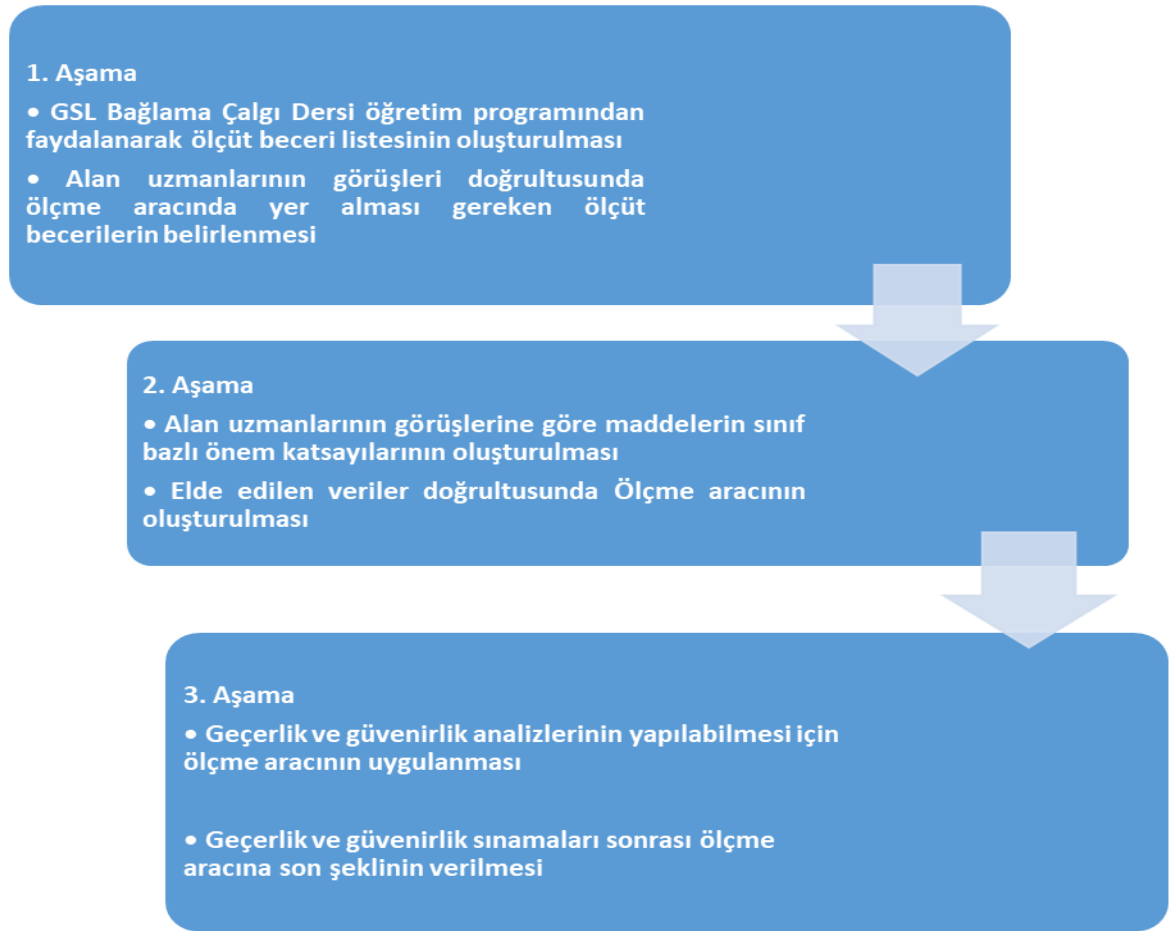 1. Aşama
• GSL Bağlama Çalgı Dersi öğretim programından
faydalanarak ölçüt beceri listesinin oluşturulması
• Alan uzmanlarının görüşleri doğrultusunda
ölçme aracında yer alması gereken ölçüt
becerilerin belirlenmesi
2. Aşama
• Alan uzmanlarının görüşlerine göre maddelerin sınıf
bazlı önem katsayılarının oluşturulması
• Elde edilen veriler doğrultusunda Ölçme aracının
oluşturulması
3. Aşama
• Geçerlik ve güvenirlik analizlerinin yapılabilmesi için
ölçme aracının uygulanması
• Geçerlik ve güvenirlik sınamaları sonrası ölçme
aracına son şeklinin verilmesi